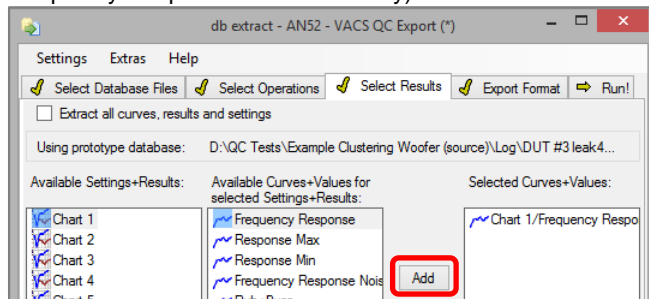 db extract - AN52 - VACS QC Export (*)
Settings Extras Help
Select Database Files Select Operations Select Results Export Format Run!
Extract all curves, results and settings
Using prototype database: D:\QC Tests\Example Clustering Woofer (source)\Log\DUT #3 leak4...
Available Settings+Results: Available Curves+Values for selected Settings+Results: Selected Curves+Values:
Chart 1 Frequency Response Chart 1/Frequency Respo
Chart 2 Response Max
Chart 3 Response Min
Chart 4 Frequency Response Nois Add